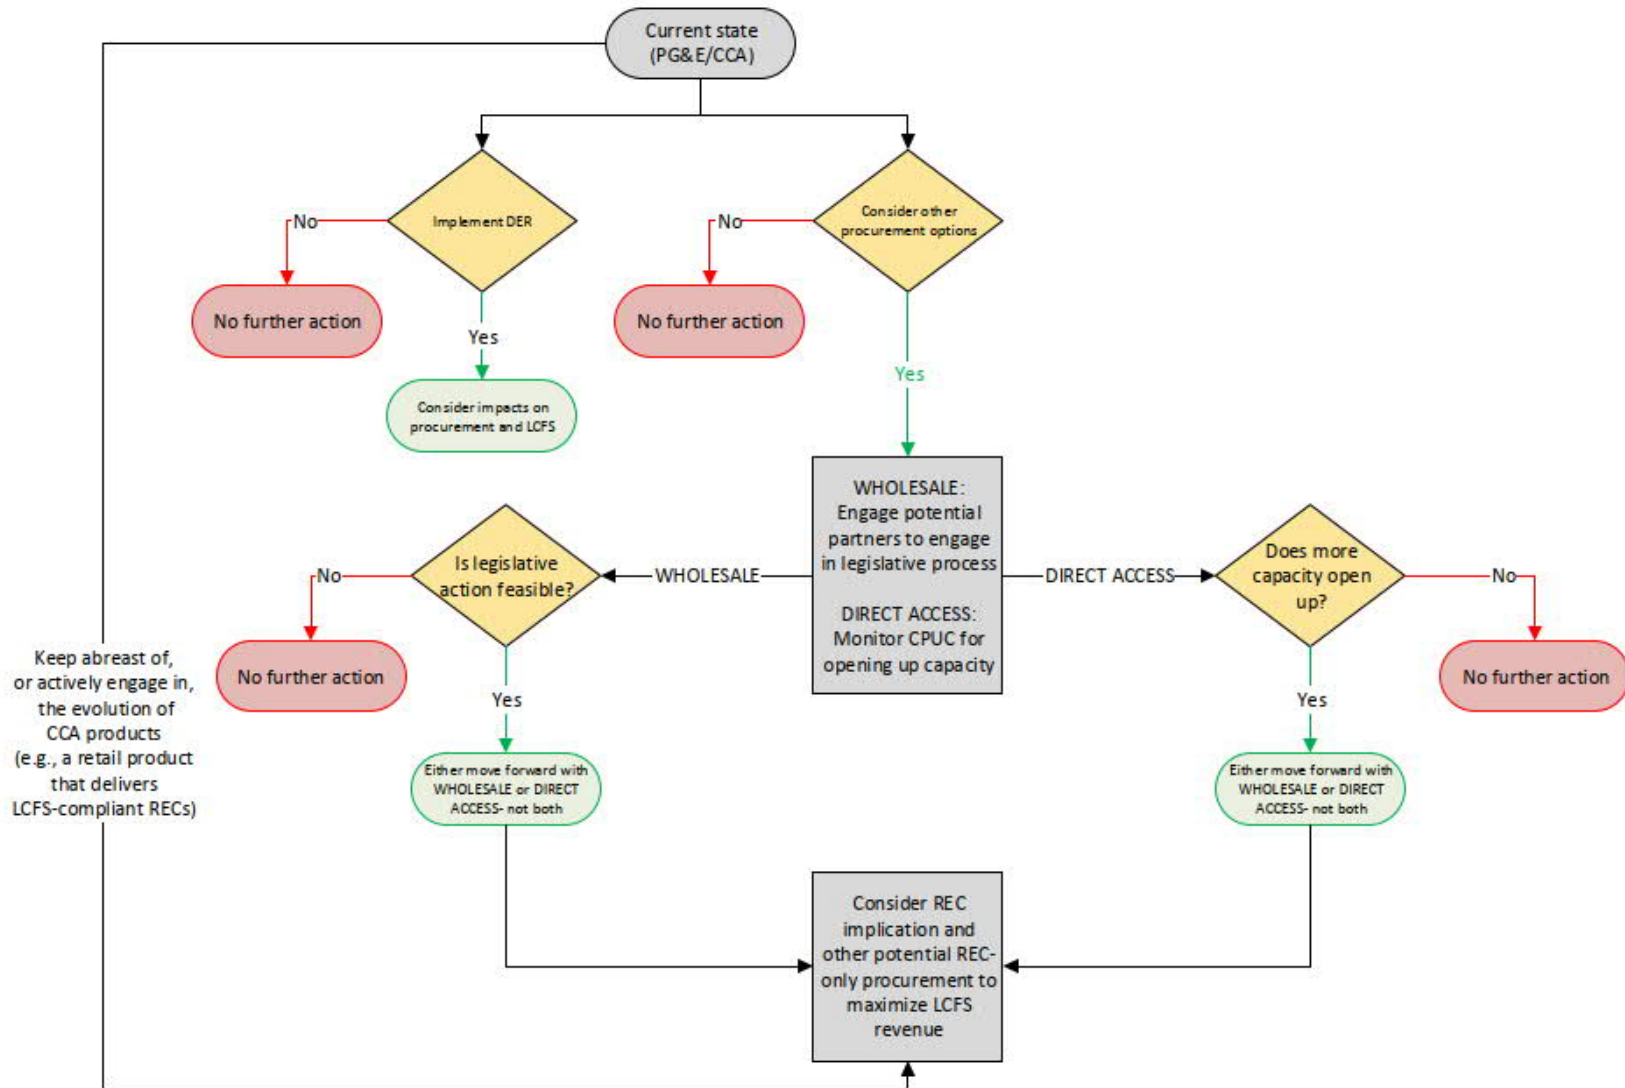 Current state
(PG&E/CCA)
Implement DER
No
No further action
Yes
Consider impacts on
procurement and LCFS
Consider other
procurement options
No
No further action
Yes
WHOLESALE:
Engage potential
partners to engage
in legislative process
DIRECT ACCESS:
Monitor CPUC for
opening up capacity
WHOLESALE
Is legislative
action feasible?
No
No further action
Yes
Either move forward with
WHOLESALE or DIRECT
ACCESS- not both
DIRECT ACCESS
Does more
capacity open
up?
No
No further action
Yes
Either move forward with
WHOLESALE or DIRECT
ACCESS- not both
Keep abreast of,
or actively engage in,
the evolution of
CCA products
(e.g., a retail product
that delivers
LCFS-compliant RECs)
Consider REC
implication and
other potential REC-
only procurement to
maximize LCFS
revenue